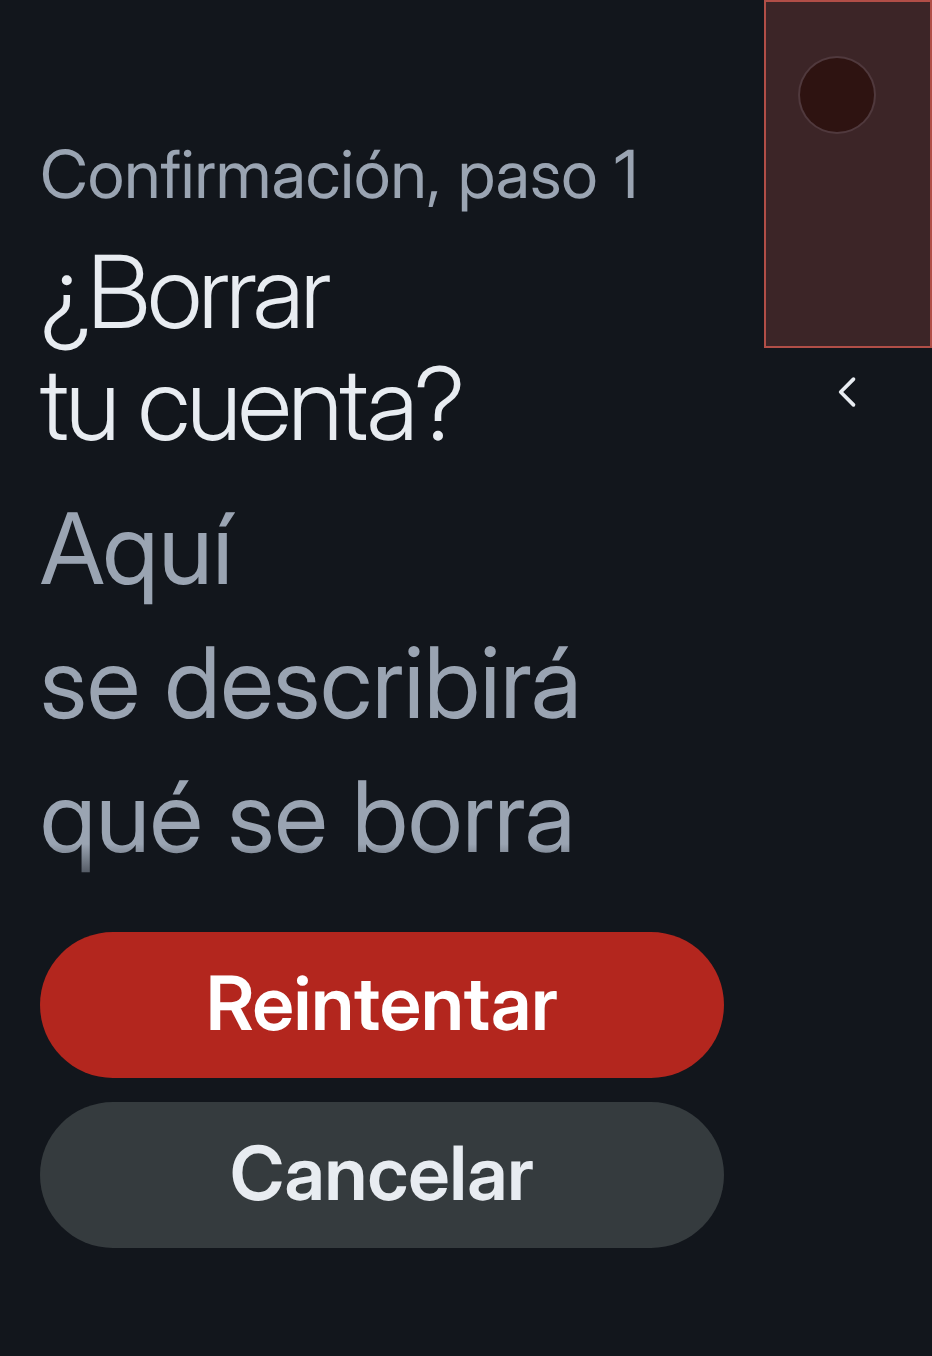 Confirmación, paso 1
¿Borrar
tu cuenta?
Aquí
se describirá
qué se borra
Reintentar
Cancelar